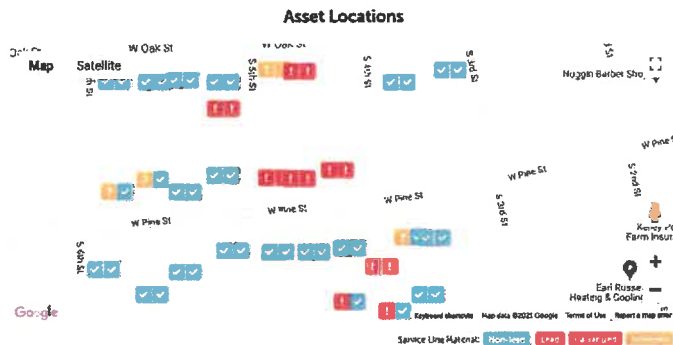 Asset Locations
W Oak St
W Oak St
Map
Satellite
S 5th St
S 4th St
S 3rd St
Nuggin Barber Sho
W Pine St
W Pine St
S 2nd St
W Pine St
W Pine St
W Pine St
S 3rd St
S 6th St
Farm Insur
Earl Russe
Heating & Cooling
Google
Keyboard shortcuts Map data ©2025 Google Terms of Use Report a map error
Service Line Material: Non-lead Lead